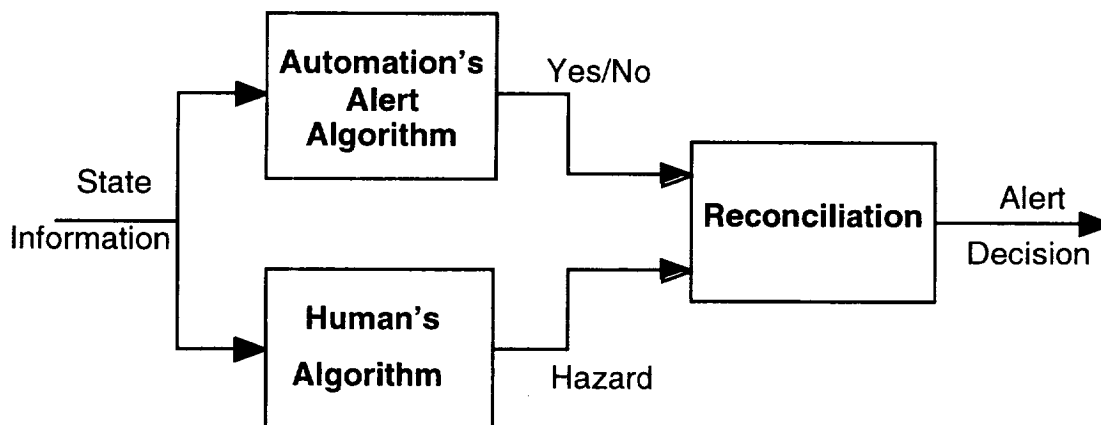 State
Information
Automation's
Alert
Algorithm
Yes/No
Human's
Algorithm
Hazard
Reconciliation
Alert
Decision